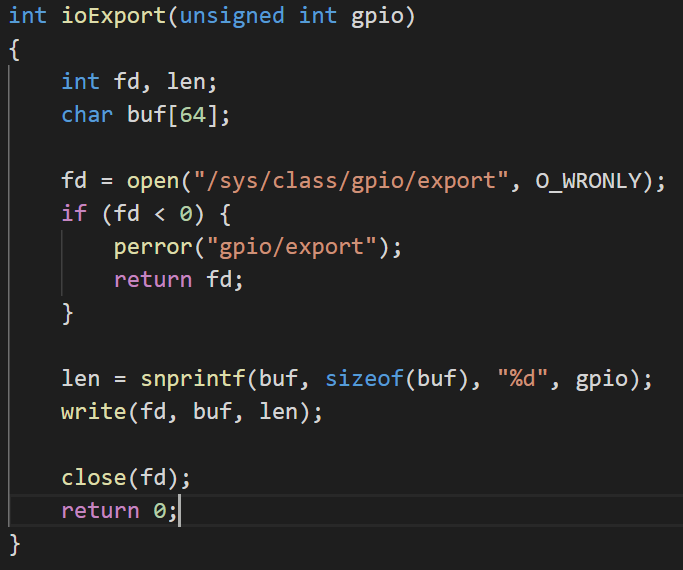 int ioExport(unsigned int gpio)
{
    int fd, len;
    char buf[64];

    fd = open("/sys/class/gpio/export", O_WRONLY);
    if (fd < 0) {
        perror("gpio/export");
        return fd;
    }

    len = snprintf(buf, sizeof(buf), "%d", gpio);
    write(fd, buf, len);

    close(fd);
    return 0;
}